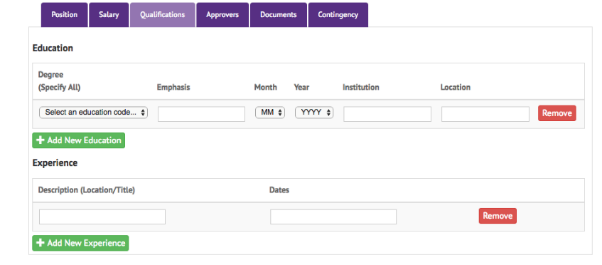 Position Salary Qualifications Approvers Documents Contingency
Education
Degree
(Specify All) Emphasis Month Year Institution Location
Select an education code... MM YYYY Remove
+ Add New Education
Experience
Description (Location/Title) Dates
Remove
+ Add New Experience